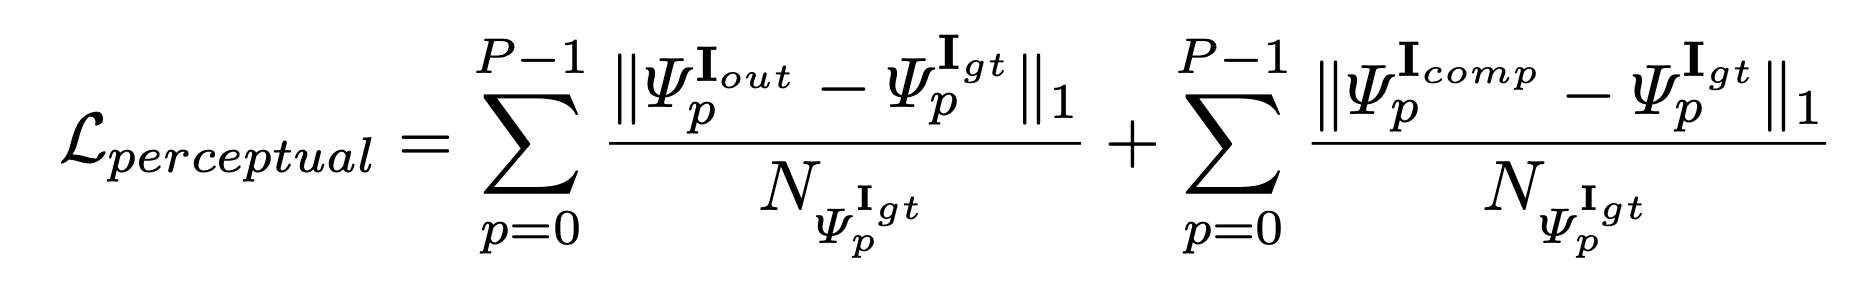 \mathcal{L}_{perceptual} = \sum_{p=0}^{P-1} \frac{\|\Psi_p^{\mathbf{I}_{out}} - \Psi_p^{\mathbf{I}_{gt}}\|_1}{N_{\Psi_p^{\mathbf{I}_{gt}}}} + \sum_{p=0}^{P-1} \frac{\|\Psi_p^{\mathbf{I}_{comp}} - \Psi_p^{\mathbf{I}_{gt}}\|_1}{N_{\Psi_p^{\mathbf{I}_{gt}}}}